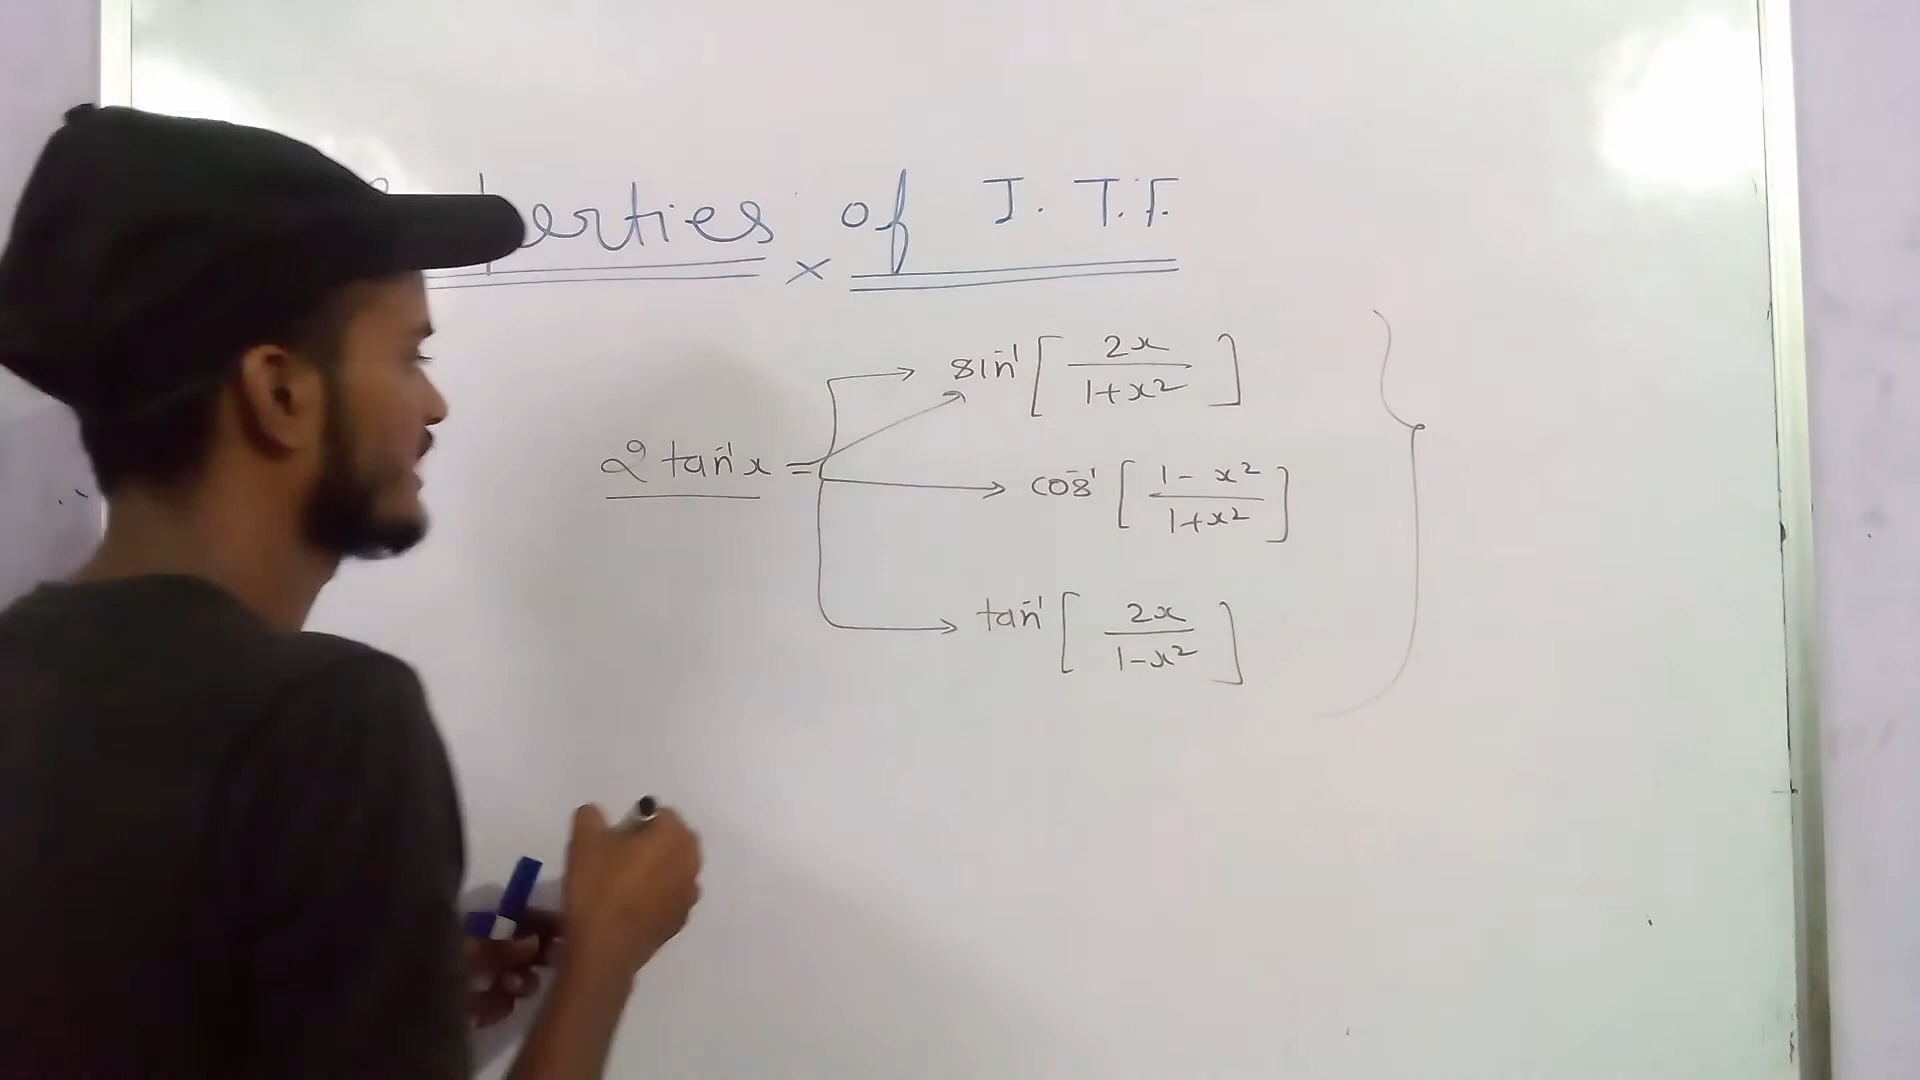 erties of I.T.F.
×
2 tan⁻¹x =
sin⁻¹ [ 2x / 1+x² ]
cos⁻¹ [ 1-x² / 1+x² ]
tan⁻¹ [ 2x / 1-x² ]